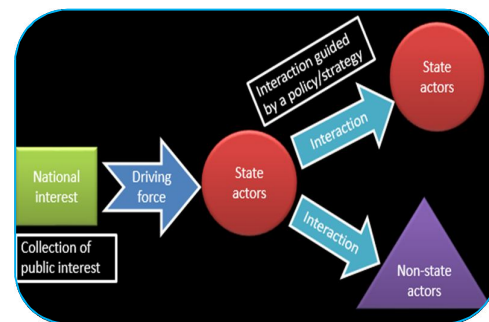 National
interest
Collection of
public interest
Driving
force
State
actors
Interaction guided
by a policy/strategy
Interaction
State
actors
Interaction
Non-state
actors